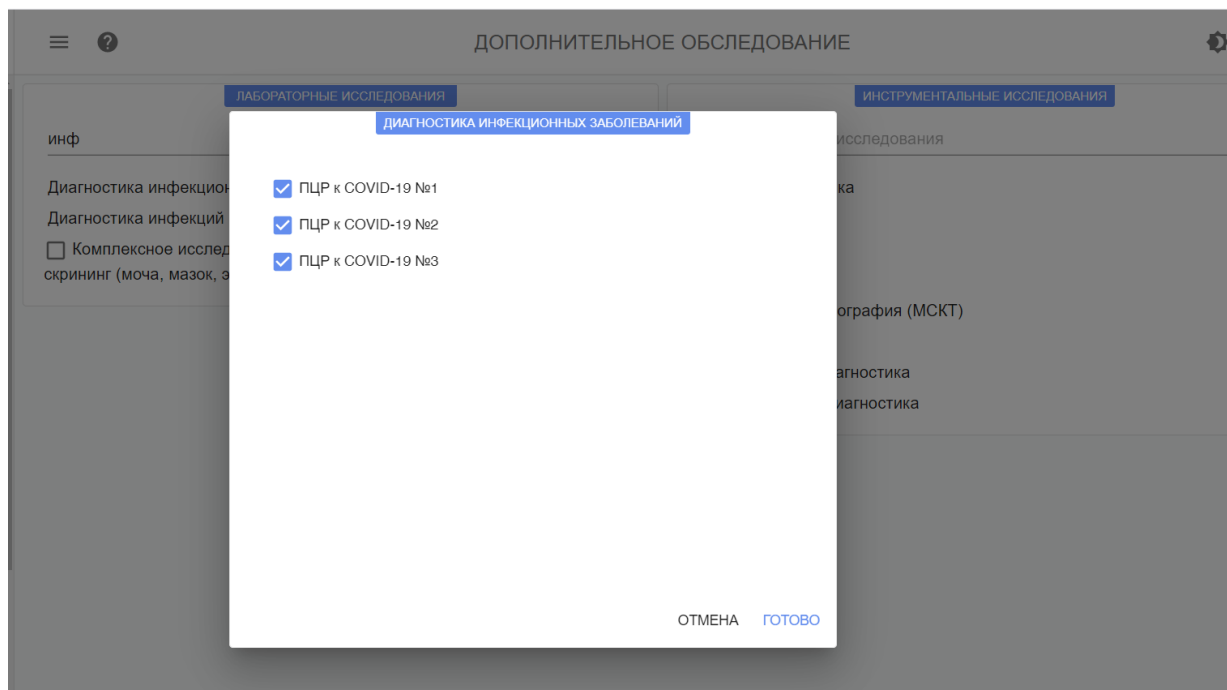 ДОПОЛНИТЕЛЬНОЕ ОБСЛЕДОВАНИЕ
ЛАБОРАТОРНЫЕ ИССЛЕДОВАНИЯ
инф
Диагностика инфекцион
Диагностика инфекций
Комплексное исслед
скрининг (моча, мазок, э
ДИАГНОСТИКА ИНФЕКЦИОННЫХ ЗАБОЛЕВАНИЙ
ПЦР к COVID-19 №1
ПЦР к COVID-19 №2
ПЦР к COVID-19 №3
ОТМЕНА ГОТОВО
ИНСТРУМЕНТАЛЬНЫЕ ИССЛЕДОВАНИЯ
исследования
ка
ография (МСКТ)
агностика
иагностика